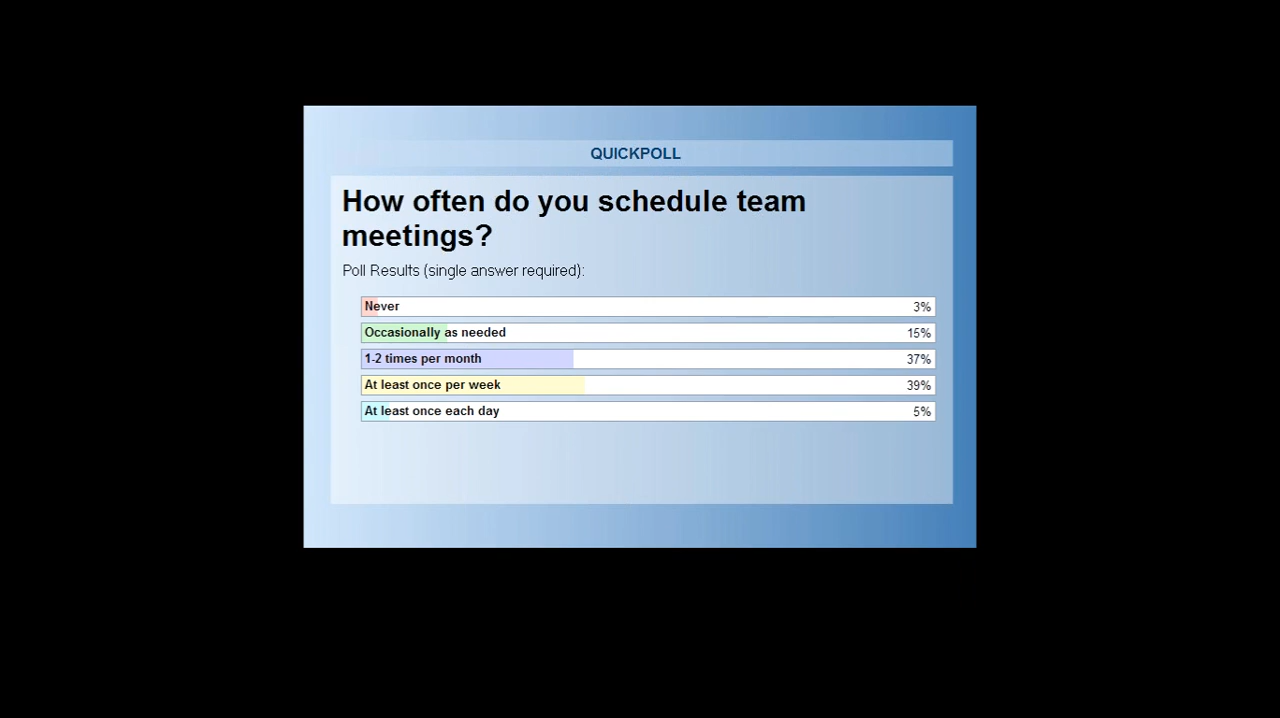 QUICKPOLL
How often do you schedule team
meetings?
Poll Results (single answer required):
Never 3%
Occasionally as needed 15%
1-2 times per month 37%
At least once per week 39%
At least once each day 5%